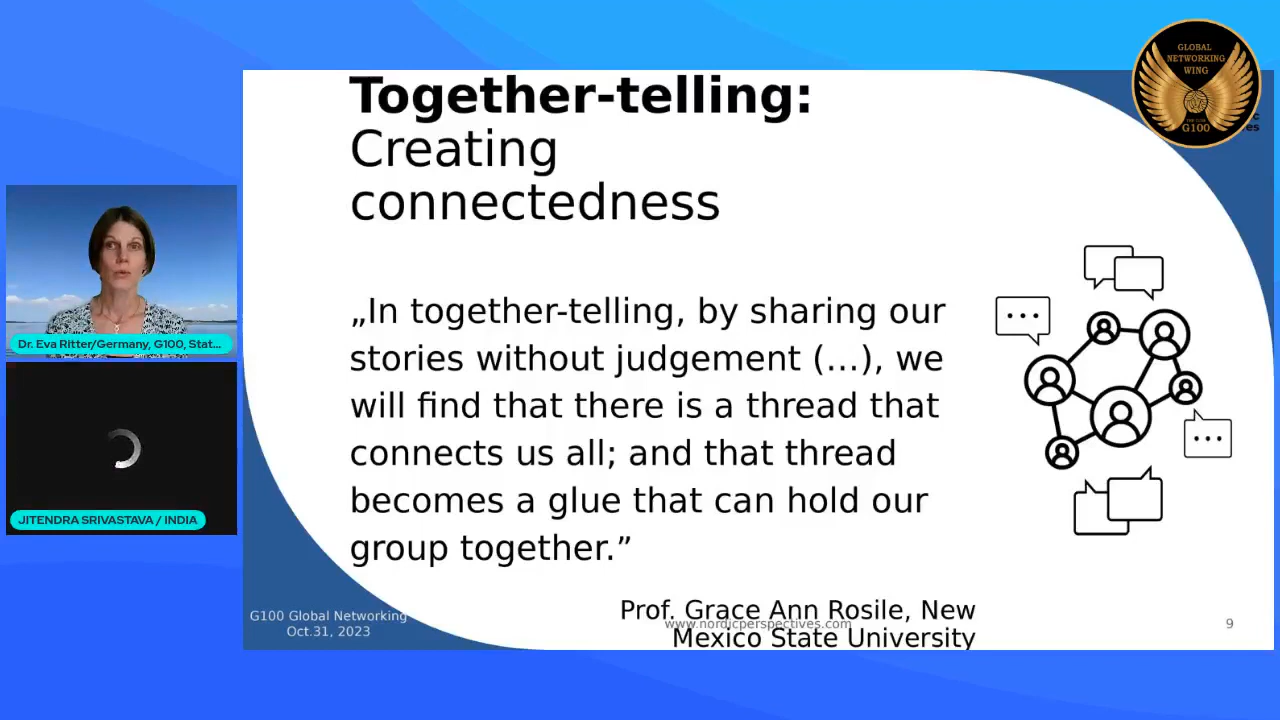 Together-telling:
Creating
connectedness
„In together-telling, by sharing our
stories without judgement (...), we
will find that there is a thread that
connects us all; and that thread
becomes a glue that can hold our
group together.”
Prof. Grace Ann Rosile, New
Mexico State University
www.nordicperspectives.com
G100 Global Networking
Oct.31, 2023
9
Dr. Eva Ritter/Germany, G100, Stat...
JITENDRA SRIVASTAVA / INDIA
GLOBAL
NETWORKING
WING
G100